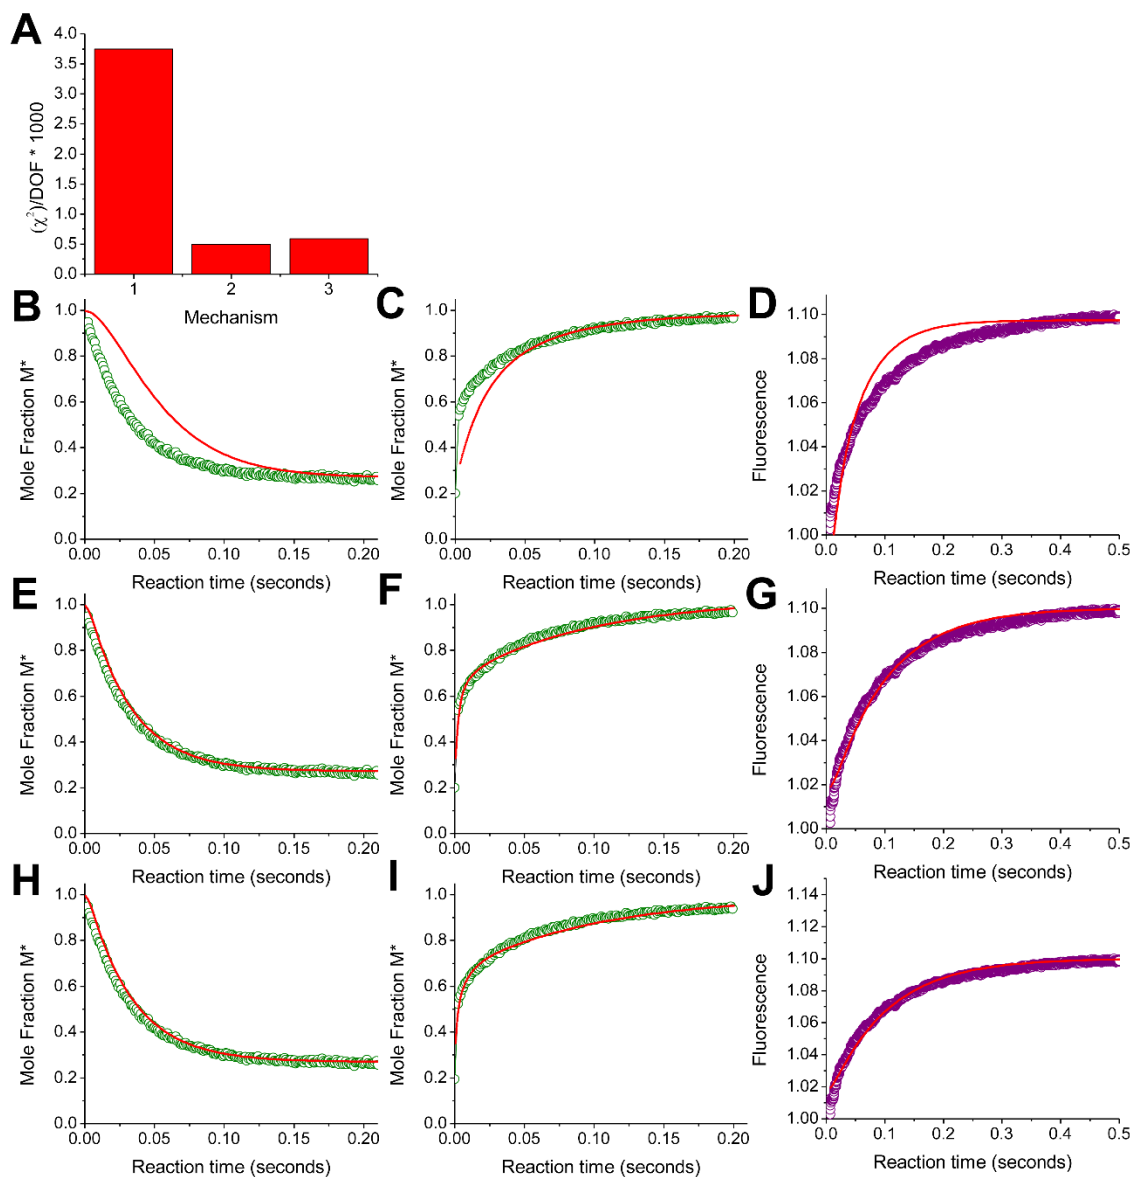 A
(χ²)/DOF * 1000
4.0
3.5
3.0
2.5
2.0
1.5
1.0
0.5
0.0
1 2 3
Mechanism
B
Mole Fraction M*
1.0
0.8
0.6
0.4
0.2
0.0
0.00 0.05 0.10 0.15 0.20
Reaction time (seconds)
C
Mole Fraction M*
1.0
0.8
0.6
0.4
0.2
0.0
0.00 0.05 0.10 0.15 0.20
Reaction time (seconds)
D
Fluorescence
1.10
1.08
1.06
1.04
1.02
1.00
0.0 0.1 0.2 0.3 0.4 0.5
Reaction time (seconds)
E
Mole Fraction M*
1.0
0.8
0.6
0.4
0.2
0.0
0.00 0.05 0.10 0.15 0.20
Reaction time (seconds)
F
Mole Fraction M*
1.0
0.8
0.6
0.4
0.2
0.0
0.00 0.05 0.10 0.15 0.20
Reaction time (seconds)
G
Fluorescence
1.10
1.08
1.06
1.04
1.02
1.00
0.0 0.1 0.2 0.3 0.4 0.5
Reaction time (seconds)
H
Mole Fraction M*
1.0
0.8
0.6
0.4
0.2
0.0
0.00 0.05 0.10 0.15 0.20
Reaction time (seconds)
I
Mole Fraction M*
1.0
0.8
0.6
0.4
0.2
0.0
0.00 0.05 0.10 0.15 0.20
Reaction time (seconds)
J
Fluorescence
1.14
1.12
1.10
1.08
1.06
1.04
1.02
1.00
0.0 0.1 0.2 0.3 0.4 0.5
Reaction time (seconds)